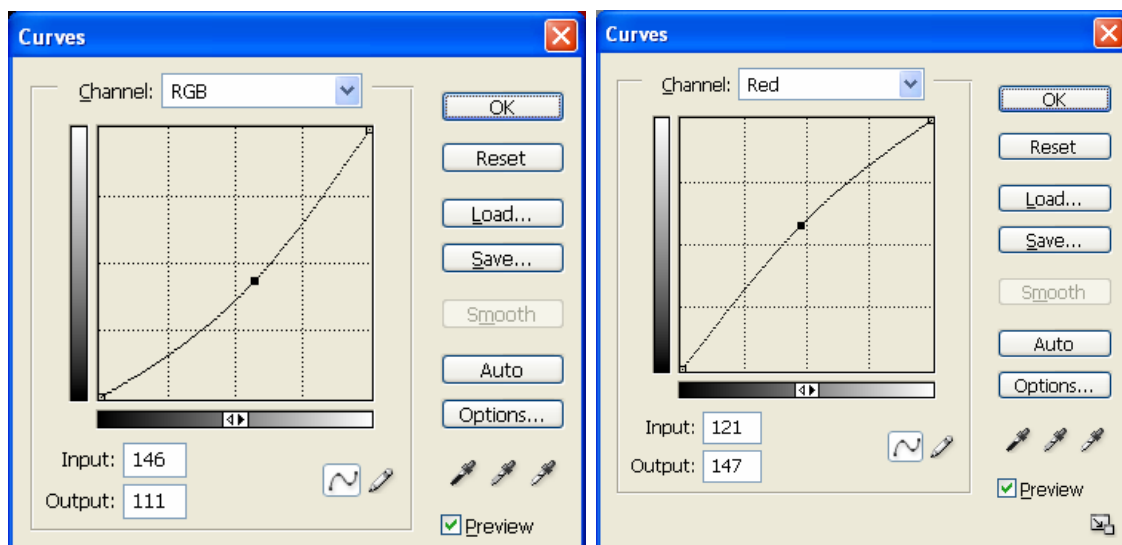 Curves
Channel: RGB
OK
Reset
Load...
Save...
Smooth
Auto
Options...
Input: 146
Output: 111
Preview
Curves
Channel: Red
OK
Reset
Load...
Save...
Smooth
Auto
Options...
Input: 121
Output: 147
Preview